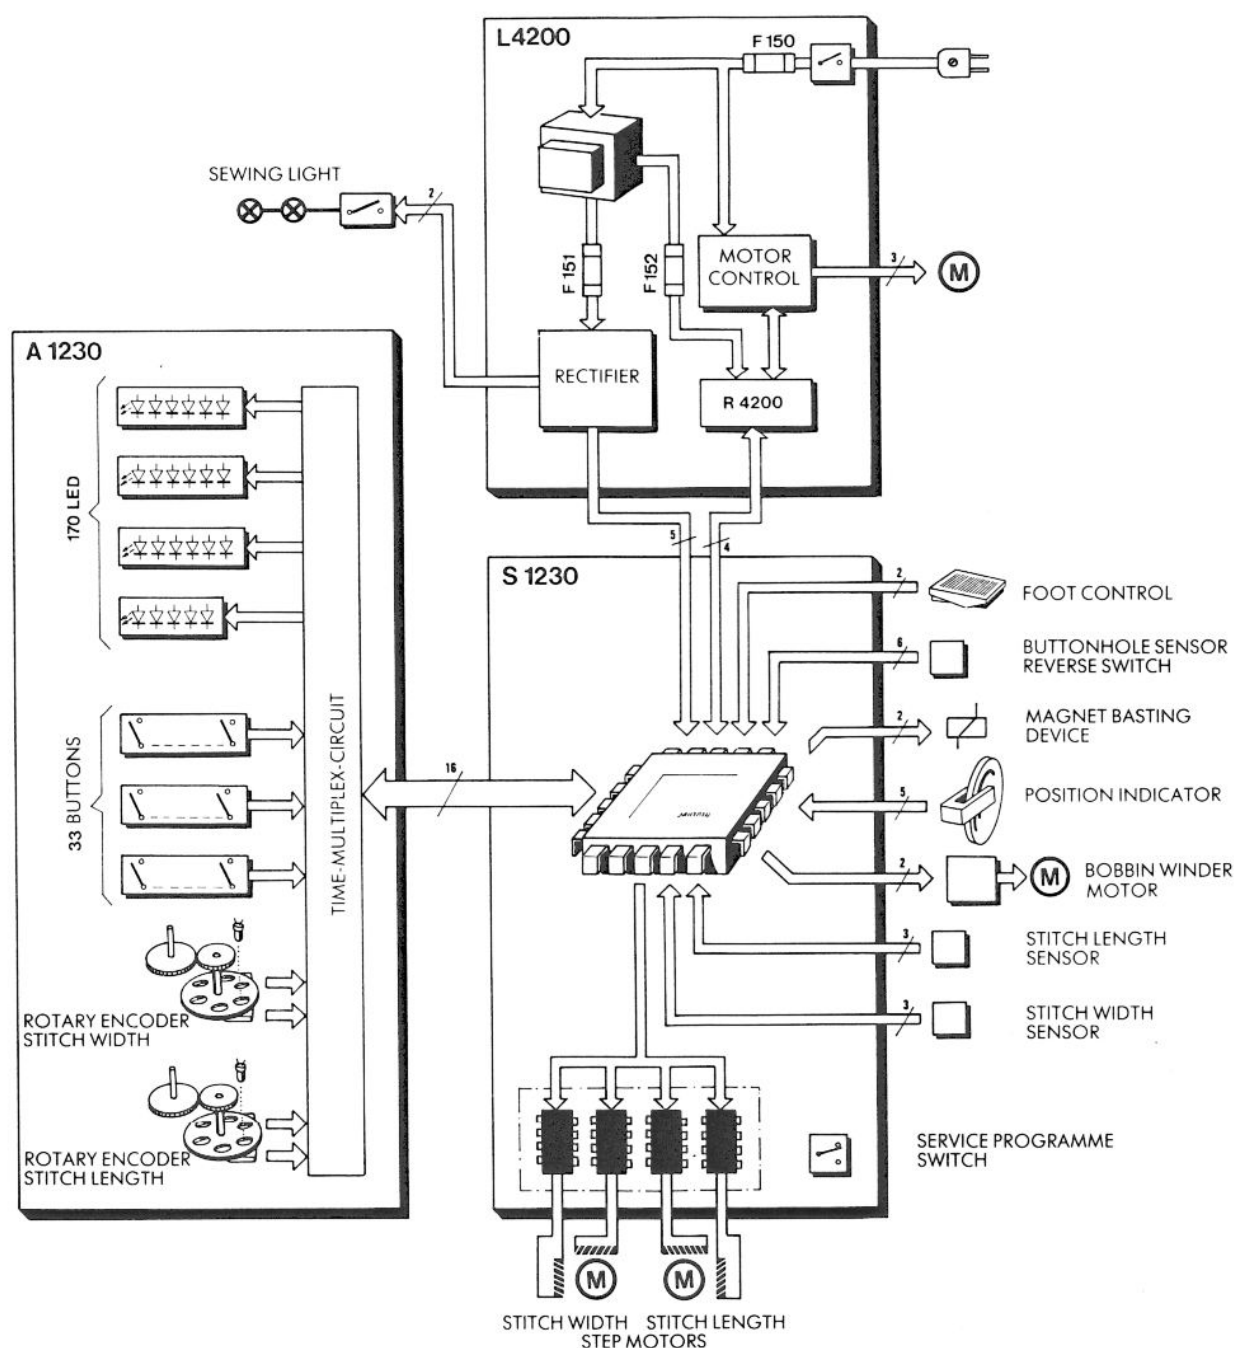 L4200
F 150
SEWING LIGHT
2
F 151
F 152
MOTOR
CONTROL
3
M
RECTIFIER
R 4200
5
4
A 1230
170 LED
33 BUTTONS
TIME-MULTIPLEX-CIRCUIT
16
ROTARY ENCODER
STITCH WIDTH
ROTARY ENCODER
STITCH LENGTH
S 1230
2
FOOT CONTROL
6
BUTTONHOLE SENSOR
REVERSE SWITCH
2
MAGNET BASTING
DEVICE
5
POSITION INDICATOR
2
M
BOBBIN WINDER
MOTOR
3
STITCH LENGTH
SENSOR
3
STITCH WIDTH
SENSOR
SERVICE PROGRAMME
SWITCH
M
M
STITCH WIDTH STITCH LENGTH
STEP MOTORS